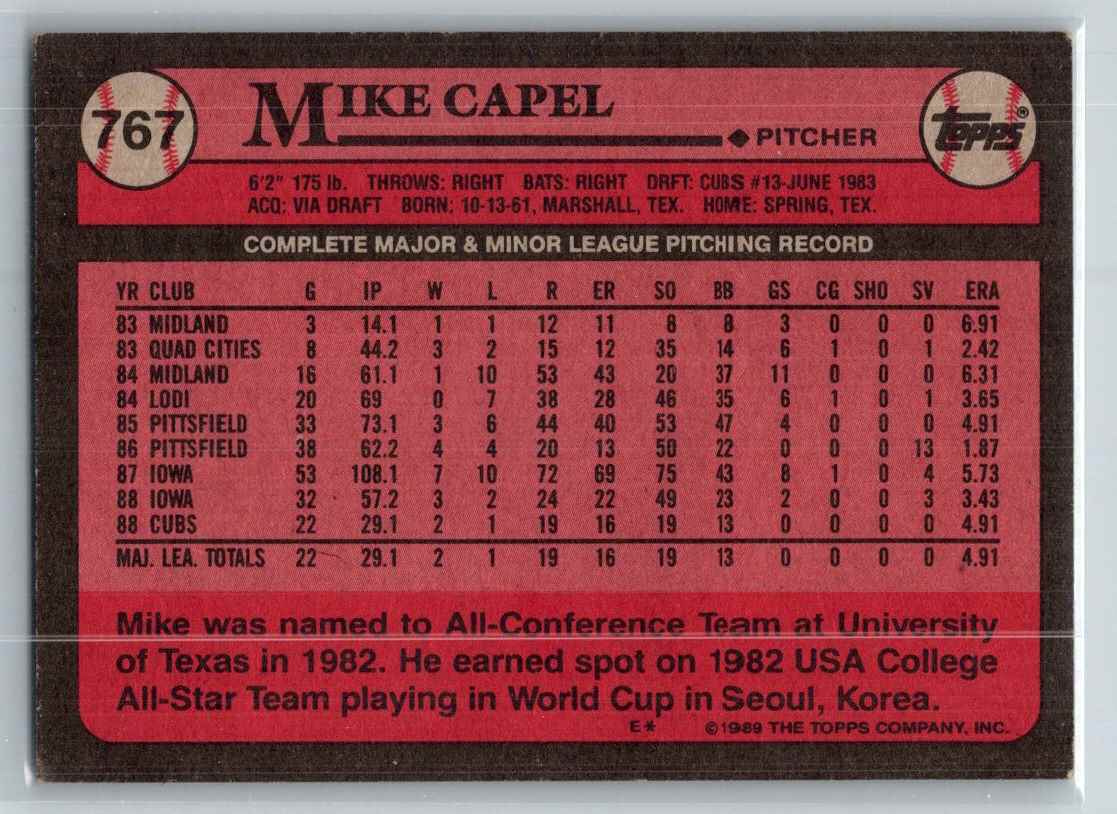 767
MIKE CAPEL
TOPPS®
◆ PITCHER
6'2" 175 lb. THROWS: RIGHT BATS: RIGHT DRFT: CUBS #13-JUNE 1983
ACQ: VIA DRAFT BORN: 10-13-61, MARSHALL, TEX. HOME: SPRING, TEX.
COMPLETE MAJOR & MINOR LEAGUE PITCHING RECORD
YR CLUB G IP W L R ER SO BB GS CG SHO SV ERA
83 MIDLAND 3 14.1 1 1 12 11 8 8 3 0 0 0 6.91
83 QUAD CITIES 8 44.2 3 2 15 12 35 14 6 1 0 1 2.42
84 MIDLAND 16 61.1 1 10 53 43 20 37 11 0 0 0 6.31
84 LODI 20 69 0 7 38 28 46 35 6 1 0 1 3.65
85 PITTSFIELD 33 73.1 3 6 44 40 53 47 4 0 0 0 4.91
86 PITTSFIELD 38 62.2 4 4 20 13 50 22 0 0 0 13 1.87
87 IOWA 53 108.1 7 10 72 69 75 43 8 1 0 4 5.73
88 IOWA 32 57.2 3 2 24 22 49 23 2 0 0 3 3.43
88 CUBS 22 29.1 2 1 19 16 19 13 0 0 0 0 4.91
MAJ. LEA. TOTALS 22 29.1 2 1 19 16 19 13 0 0 0 0 4.91
Mike was named to All-Conference Team at University
of Texas in 1982. He earned spot on 1982 USA College
All-Star Team playing in World Cup in Seoul, Korea.
E* ©1989 THE TOPPS COMPANY, INC.